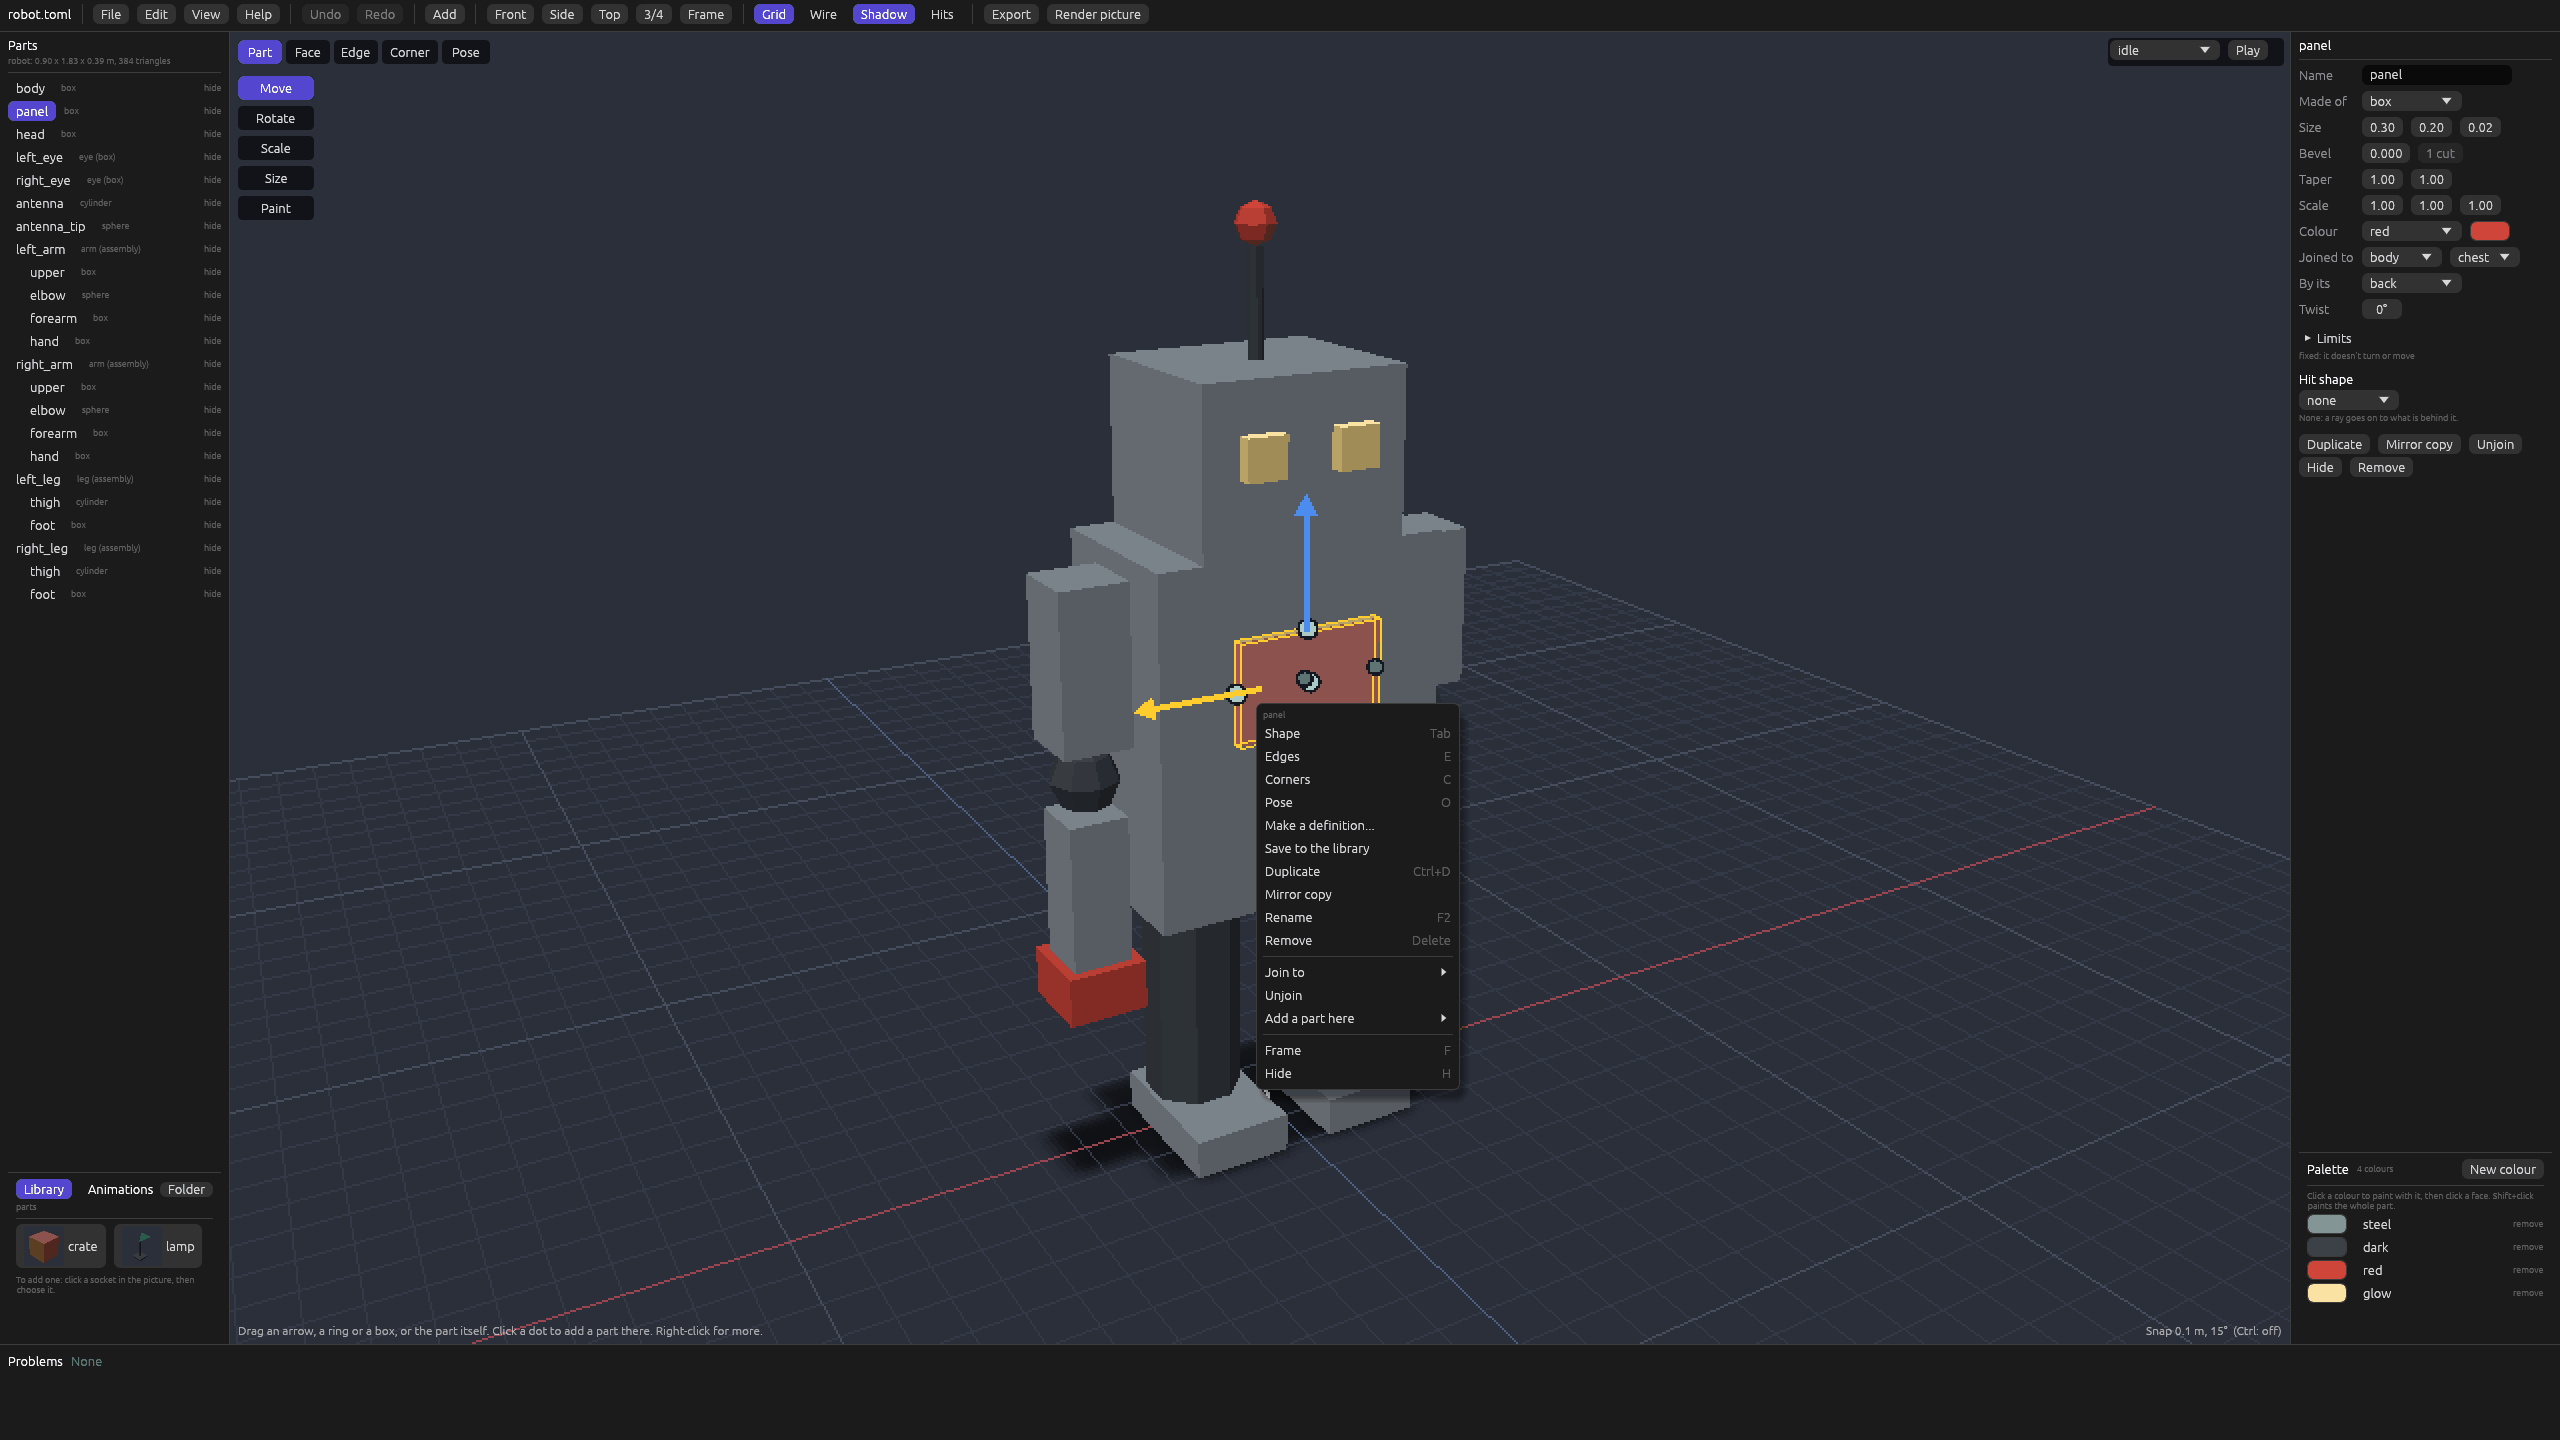 robot.toml File Edit View Help Undo Redo Add Front Side Top 3/4 Frame Grid Wire Shadow Hits Export Render picture
Parts
robot: 0.90 x 1.83 x 0.39 m, 384 triangles
body box hide
panel box hide
head box hide
left_eye eye (box) hide
right_eye eye (box) hide
antenna cylinder hide
antenna_tip sphere hide
left_arm arm (assembly) hide
upper box hide
elbow sphere hide
forearm box hide
hand box hide
right_arm arm (assembly) hide
upper box hide
elbow sphere hide
forearm box hide
hand box hide
left_leg leg (assembly) hide
thigh cylinder hide
foot box hide
right_leg leg (assembly) hide
thigh cylinder hide
foot box hide
Library Animations Folder
parts
crate lamp
To add one: click a socket in the picture, then
choose it.
Part Face Edge Corner Pose
Move
Rotate
Scale
Size
Paint
idle Play
panel
Shape Tab
Edges E
Corners C
Pose O
Make a definition...
Save to the library
Duplicate Ctrl+D
Mirror copy
Rename F2
Remove Delete
Join to
Unjoin
Add a part here
Frame F
Hide H
Drag an arrow, a ring or a box, or the part itself. Click a dot to add a part there. Right-click for more.
Snap 0.1 m, 15° (Ctrl: off)
panel
Name panel
Made of box
Size 0.30 0.20 0.02
Bevel 0.000 1 cut
Taper 1.00 1.00
Scale 1.00 1.00 1.00
Colour red
Joined to body chest
By its back
Twist 0°
Limits
fixed: it doesn't turn or move
Hit shape
none
None: a ray goes on to what is behind it.
Duplicate Mirror copy Unjoin
Hide Remove
Palette 4 colours New colour
Click a colour to paint with it, then click a face. Shift+click
paints the whole part.
steel remove
dark remove
red remove
glow remove
Problems None